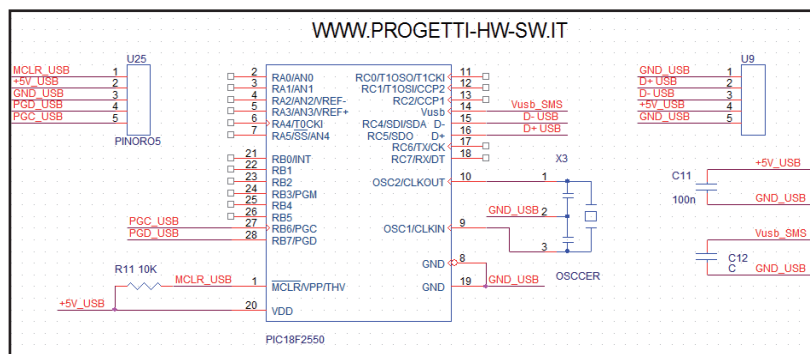 WWW.PROGETTI-HW-SW.IT
U25
MCLR_USB 1
+5V_USB 2
GND_USB 3
PGD_USB 4
PGC_USB 5
PINORO5
2 RA0/AN0
3 RA1/AN1
4 RA2/AN2/VREF-
5 RA3/AN3/VREF+
6 RA4/T0CKI
7 RA5/SS/AN4
21 RB0/INT
22 RB1
23 RB2
24 RB3/PGM
25 RB4
26 RB5
PGC_USB 27 RB6/PGC
PGD_USB 28 RB7/PGD
R11 10K MCLR_USB 1 MCLR/VPP/THV
+5V_USB 20 VDD
PIC18F2550
RC0/T1OSO/T1CKI 11
RC1/T1OSI/CCP2 12
RC2/CCP1 13
Vusb 14 Vusb_SMS
RC4/SDI/SDA D- 15 D- USB
RC5/SDO D+ 16 D+ USB
RC6/TX/CK 17
RC7/RX/DT 18
X3
OSC2/CLKOUT 10 1
GND_USB 2
OSC1/CLKIN 9 3
OSCCER
GND 8
GND 19 GND_USB
U9
GND_USB 1
D+ USB 2
D- USB 3
+5V_USB 4
GND_USB 5
+5V_USB
C11
100n
GND_USB
Vusb_SMS
C12
C
GND_USB